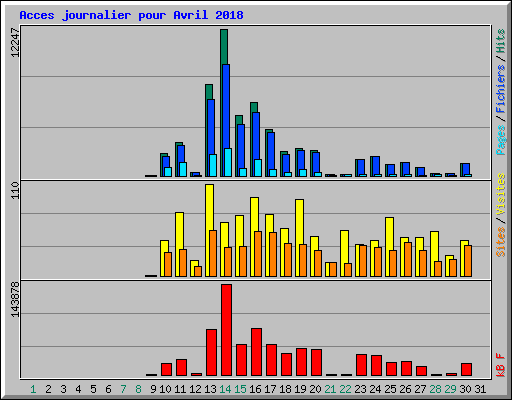 Acces journalier pour Avril 2018
12247
110
143878
Pages / Fichiers / Hits
Sites / Visites
kB F
1 2 3 4 5 6 7 8 9 10 11 12 13 14 15 16 17 18 19 20 21 22 23 24 25 26 27 28 29 30 31